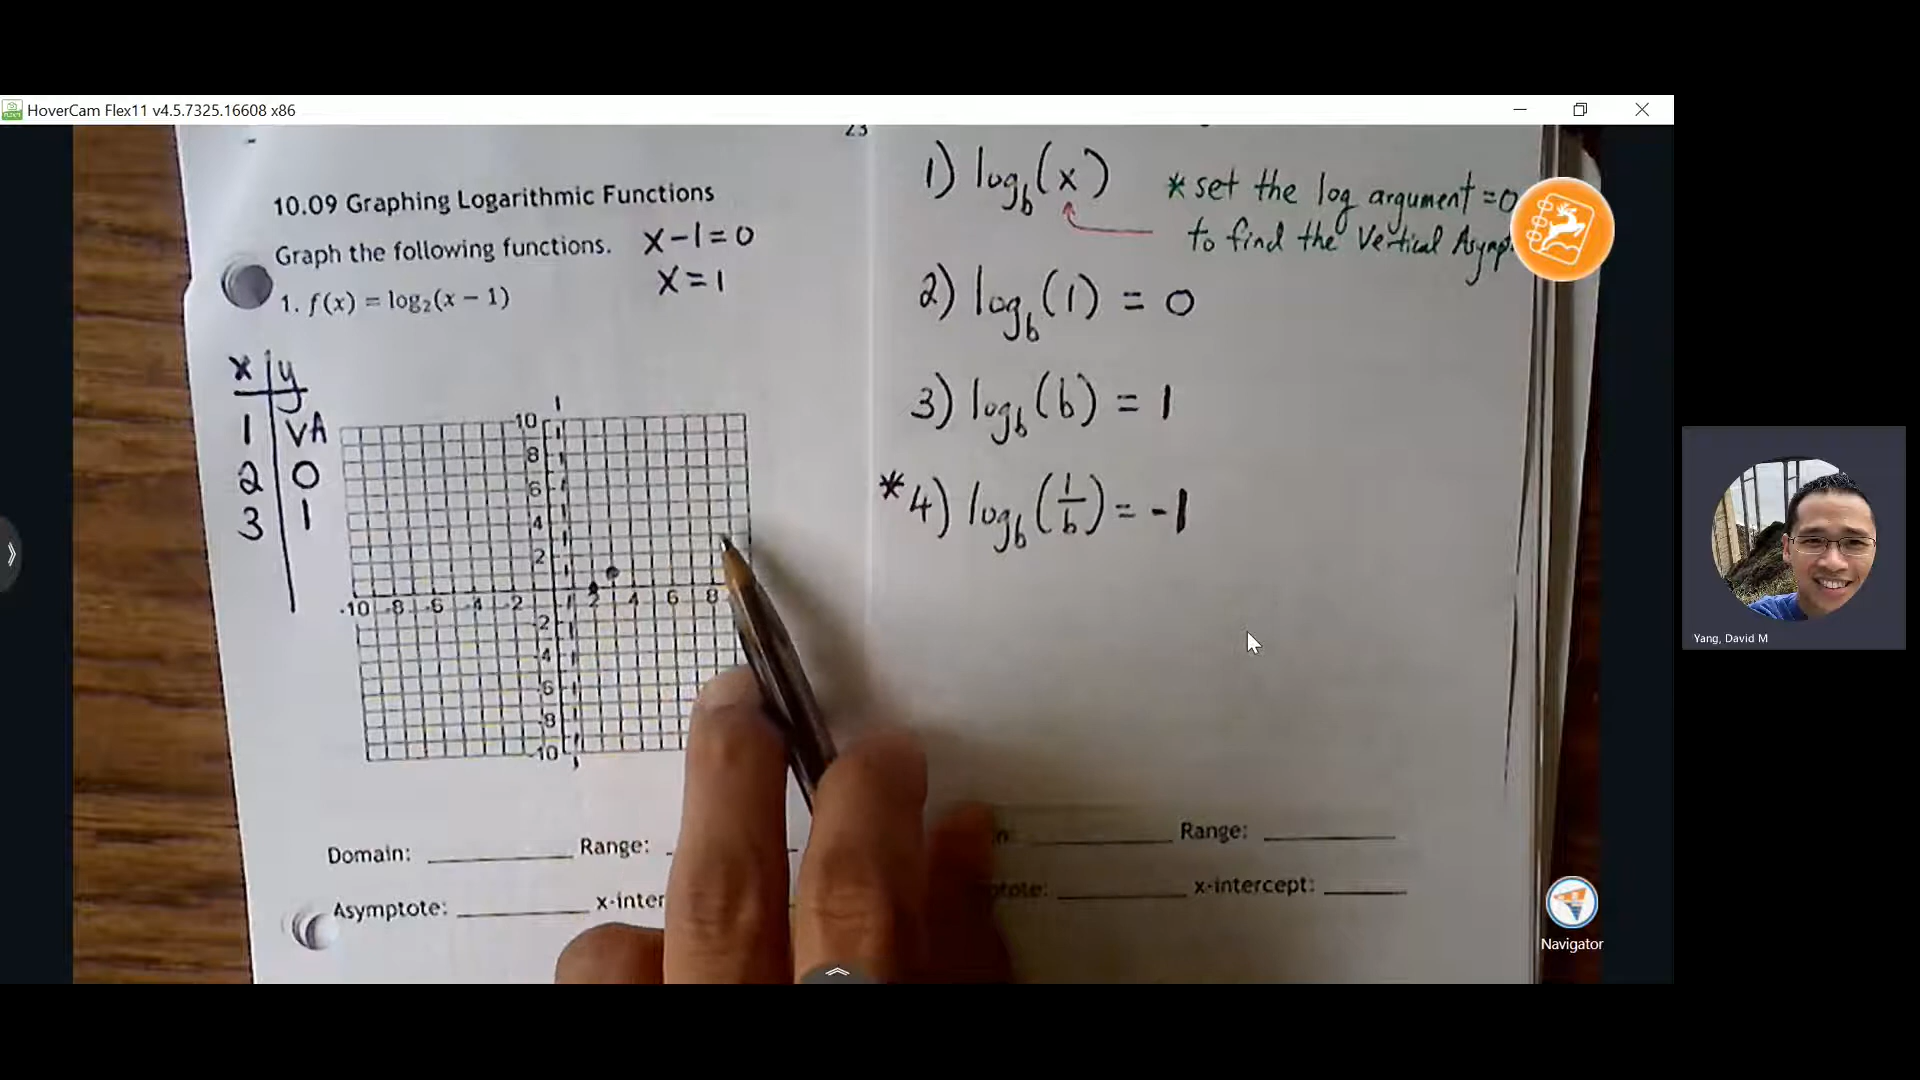 HoverCam Flex11 v4.5.7325.16608 x86
23
10.09 Graphing Logarithmic Functions
Graph the following functions.
x-1=0
x=1
1. f(x) = log₂(x − 1)
x | y
1 | VA
2 | 0
3 | 1
10
8
6
4
2
-10 -8 -6 -4 -2 2 4 6 8
-2
-4
-6
-8
-10
Domain: ________ Range:
Asymptote: ________
1) log_b(x)
* set the log argument =0
to find the Vertical
2) log_b(1) = 0
3) log_b(b) = 1
*4) log_b(1/b) = -1
Range: ________
x-intercept: ________
Navigator
Yang, David M